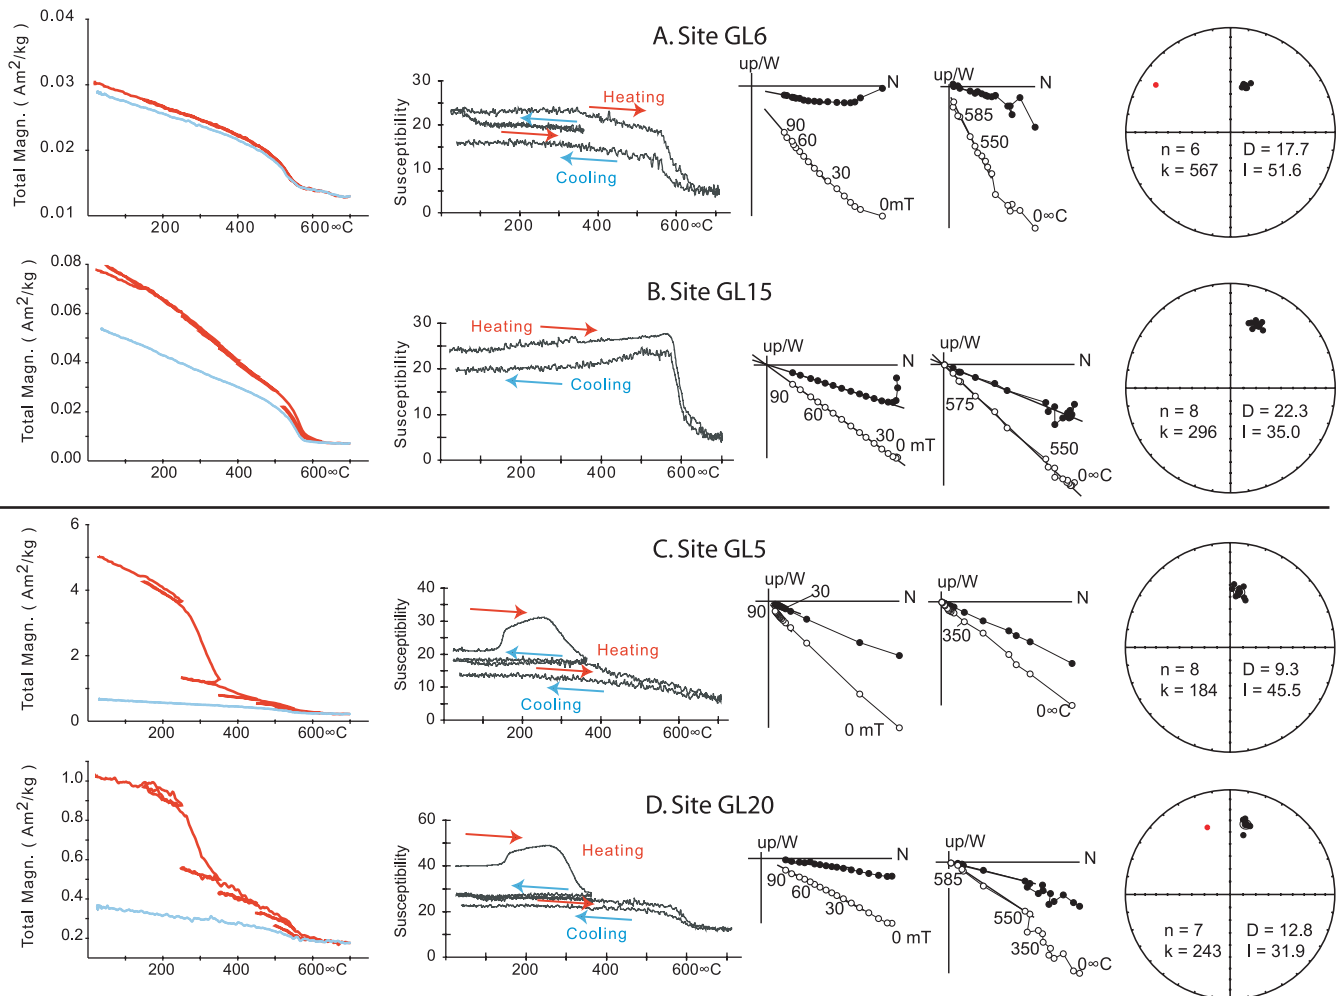 A. Site GL6
Total Magn. ( Am²/kg )
0.04
0.03
0.02
0.01
200
400
600∞C
Susceptibility
30
20
10
0
Heating
Cooling
200
400
600∞C
up/W
N
90
60
30
0mT
up/W
N
585
550
0∞C
n = 6
D = 17.7
k = 567
I = 51.6
B. Site GL15
Total Magn. ( Am²/kg )
0.08
0.06
0.04
0.02
0.00
200
400
600∞C
Susceptibility
30
20
10
0
Heating
Cooling
200
400
600∞C
up/W
N
90
60
30
0 mT
up/W
N
575
550
0∞C
n = 8
D = 22.3
k = 296
I = 35.0
C. Site GL5
Total Magn. ( Am²/kg )
6
4
2
0
200
400
600∞C
Susceptibility
40
30
20
10
0
Heating
Cooling
200
400
600∞C
up/W
N
30
90
0 mT
up/W
N
350
0∞C
n = 8
D = 9.3
k = 184
I = 45.5
D. Site GL20
Total Magn. ( Am²/kg )
1.0
0.8
0.6
0.4
0.2
200
400
600∞C
Susceptibility
60
40
20
0
Heating
Cooling
200
400
600∞C
up/W
N
90
60
30
0 mT
up/W
N
585
550
350
0∞C
n = 7
D = 12.8
k = 243
I = 31.9